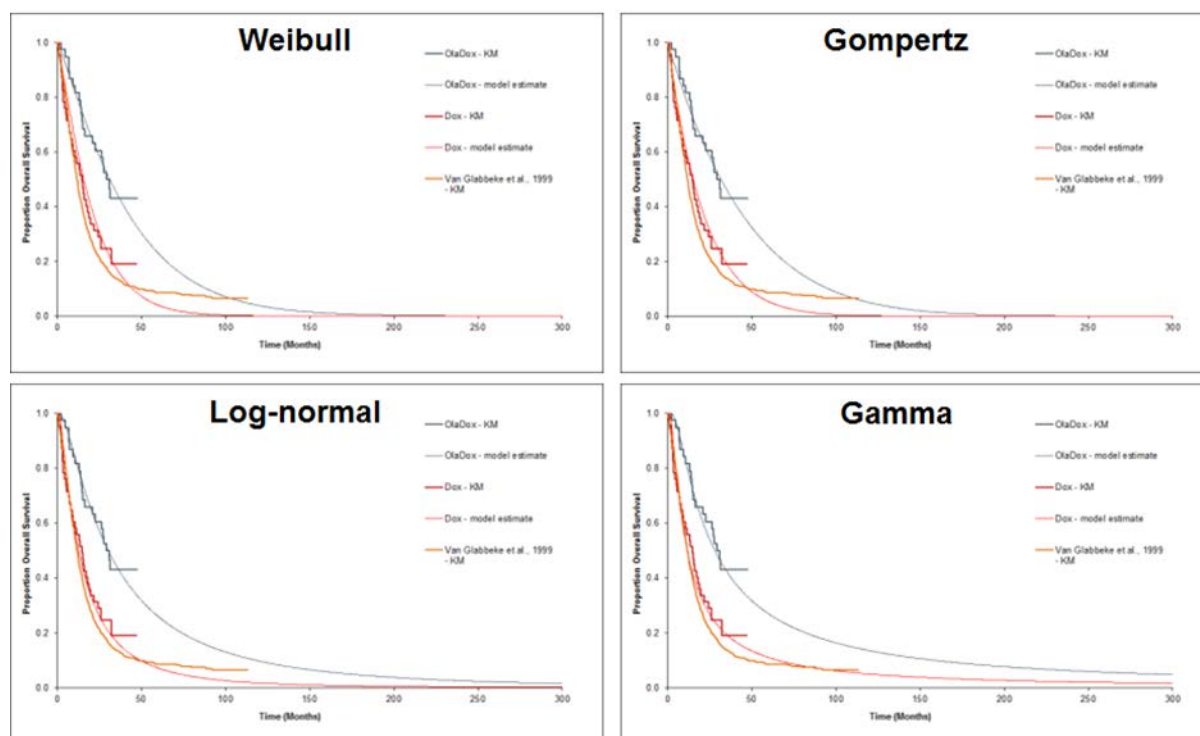 Weibull
Proportion Overall Survival
1.0
0.8
0.6
0.4
0.2
0.0
0
50
100
150
200
250
300
Time (Months)
OlaDox - KM
OlaDox - model estimate
Dox - KM
Dox - model estimate
Van Glabbeke et al., 1999
- KM
Gompertz
Proportion Overall Survival
1.0
0.8
0.6
0.4
0.2
0.0
0
50
100
150
200
250
300
Time (Months)
OlaDox - KM
OlaDox - model estimate
Dox - KM
Dox - model estimate
Van Glabbeke et al., 1999
- KM
Log-normal
Proportion Overall Survival
1.0
0.8
0.6
0.4
0.2
0.0
0
50
100
150
200
250
300
Time (Months)
OlaDox - KM
OlaDox - model estimate
Dox - KM
Dox - model estimate
Van Glabbeke et al., 1999
- KM
Gamma
Proportion Overall Survival
1.0
0.8
0.6
0.4
0.2
0.0
0
50
100
150
200
250
300
Time (Months)
OlaDox - KM
OlaDox - model estimate
Dox - KM
Dox - model estimate
Van Glabbeke et al., 1999
- KM